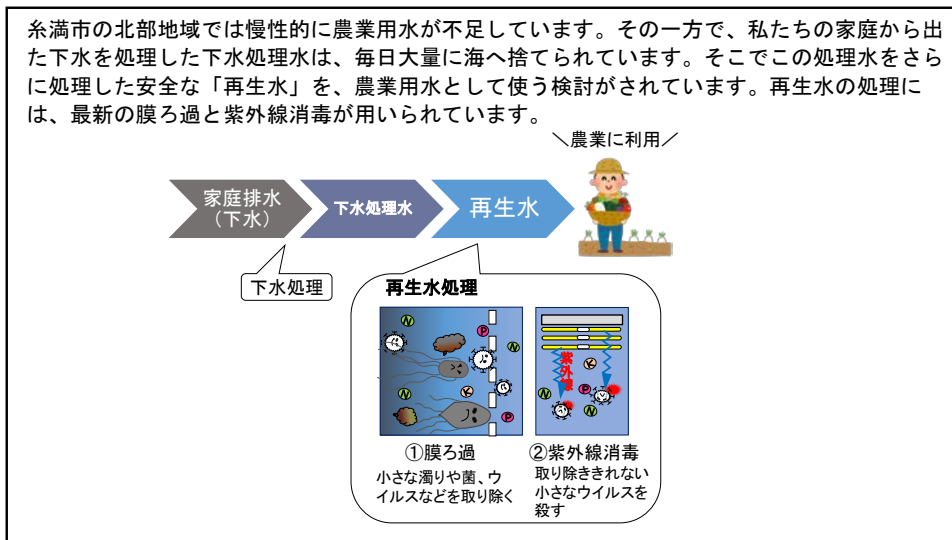 糸満市の北部地域では慢性的に農業用水が不足しています。その一方で、私たちの家庭から出
た下水を処理した下水処理水は、毎日大量に海へ捨てられています。そこでこの処理水をさら
に処理した安全な「再生水」を、農業用水として使う検討がされています。再生水の処理に
は、最新の膜ろ過と紫外線消毒が用いられています。
＼農業に利用／
家庭排水
（下水）
下水処理水
再生水
下水処理
再生水処理
N
P
N
N
K
P
紫外線
K
N
P
N
①膜ろ過
小さな濁りや菌、ウ
イルスなどを取り除く
②紫外線消毒
取り除ききれない
小さなウイルスを
殺す